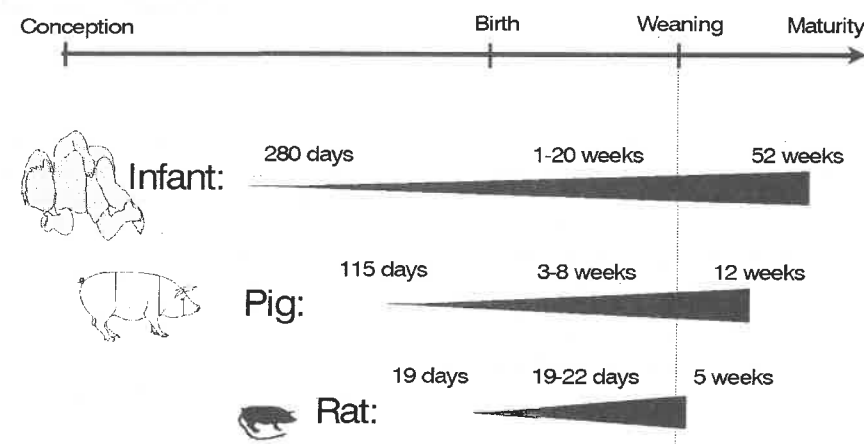 Conception Birth Weaning Maturity
280 days 1-20 weeks 52 weeks
Infant:
115 days 3-8 weeks 12 weeks
Pig:
19 days 19-22 days 5 weeks
Rat: